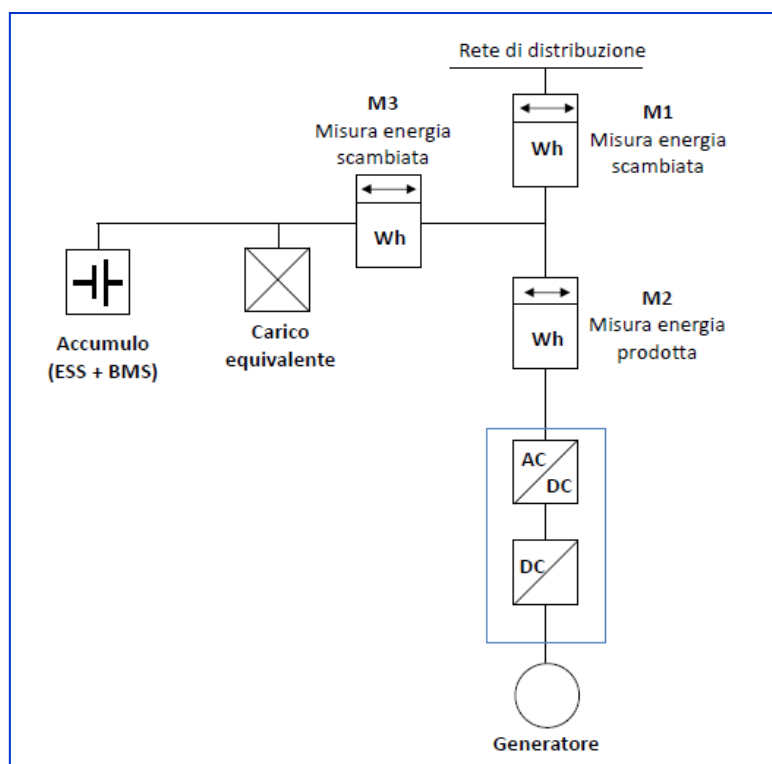 Rete di distribuzione
M3
Misura energia
scambiata
M1
Misura energia
scambiata
Wh
Wh
Accumulo
(ESS + BMS)
Carico
equivalente
M2
Misura energia
prodotta
Wh
AC
DC
DC
Generatore